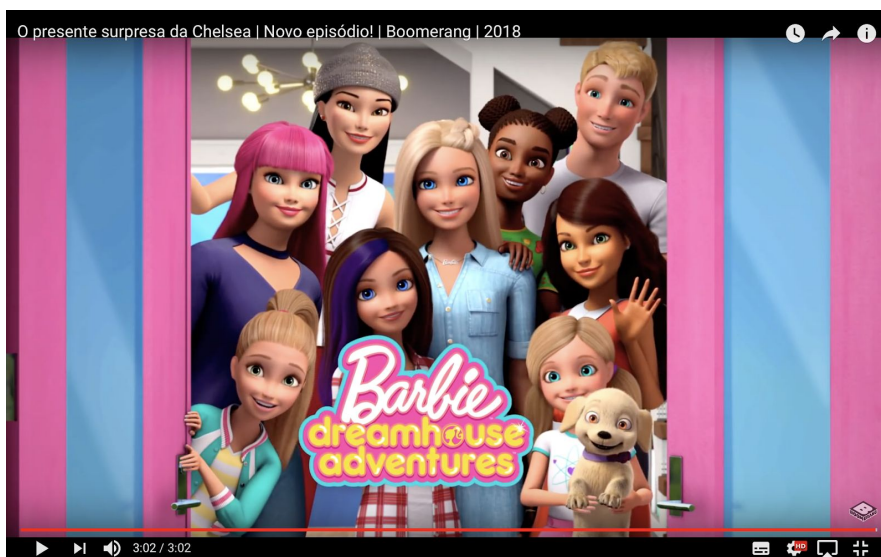 O presente surpresa da Chelsea | Novo episódio! | Boomerang | 2018
Barbie
dreamhouse
adventures
3:02 / 3:02
HD